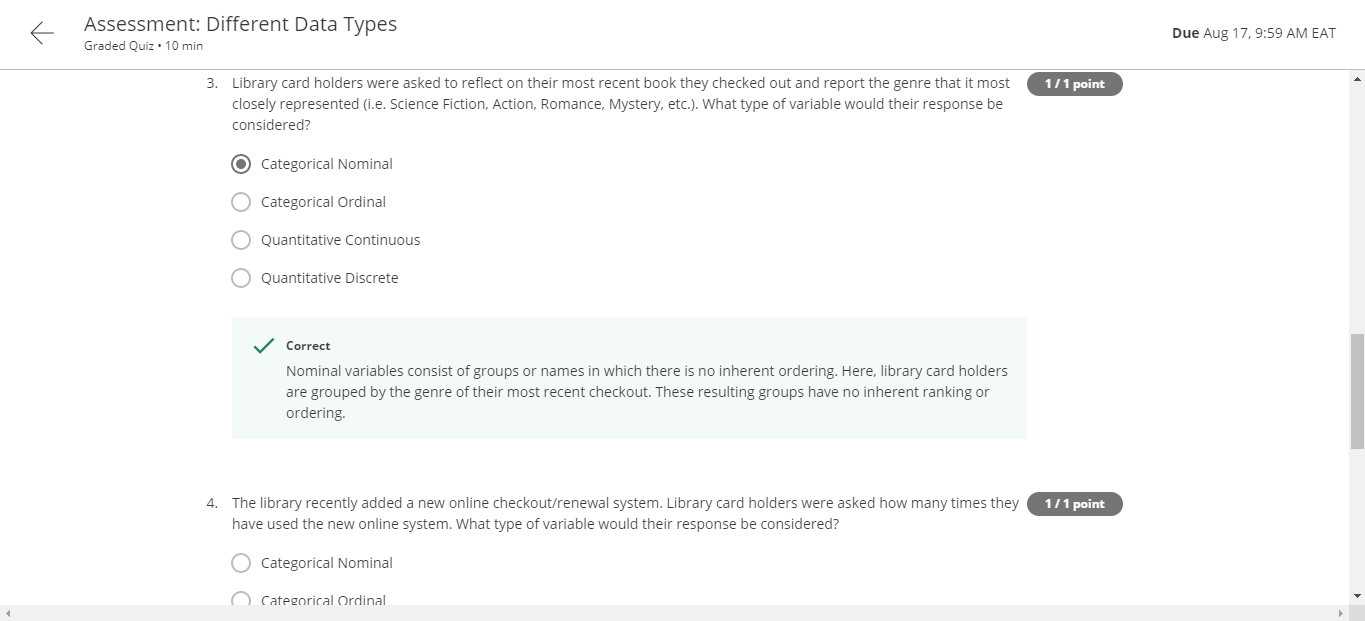 Assessment: Different Data Types
Graded Quiz • 10 min
Due Aug 17, 9:59 AM EAT
3. Library card holders were asked to reflect on their most recent book they checked out and report the genre that it most
1 / 1 point
closely represented (i.e. Science Fiction, Action, Romance, Mystery, etc.). What type of variable would their response be
considered?
Categorical Nominal
Categorical Ordinal
Quantitative Continuous
Quantitative Discrete
Correct
Nominal variables consist of groups or names in which there is no inherent ordering. Here, library card holders
are grouped by the genre of their most recent checkout. These resulting groups have no inherent ranking or
ordering.
4. The library recently added a new online checkout/renewal system. Library card holders were asked how many times they
1 / 1 point
have used the new online system. What type of variable would their response be considered?
Categorical Nominal
Categorical Ordinal